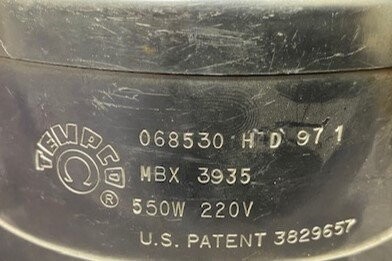 TEMPCO ®
068530 H D 97 1
MBX 3935
550W 220V
U.S. PATENT 3829657